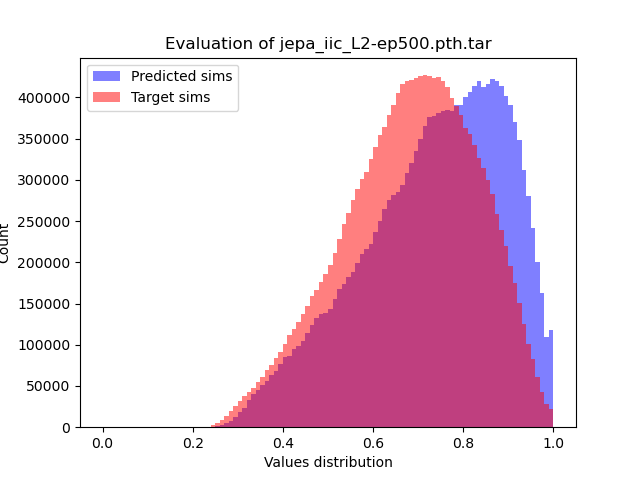 Evaluation of jepa_iic_L2-ep500.pth.tar
Predicted sims
Target sims
400000
350000
300000
250000
200000
150000
100000
50000
0
Count
0.0 0.2 0.4 0.6 0.8 1.0
Values distribution